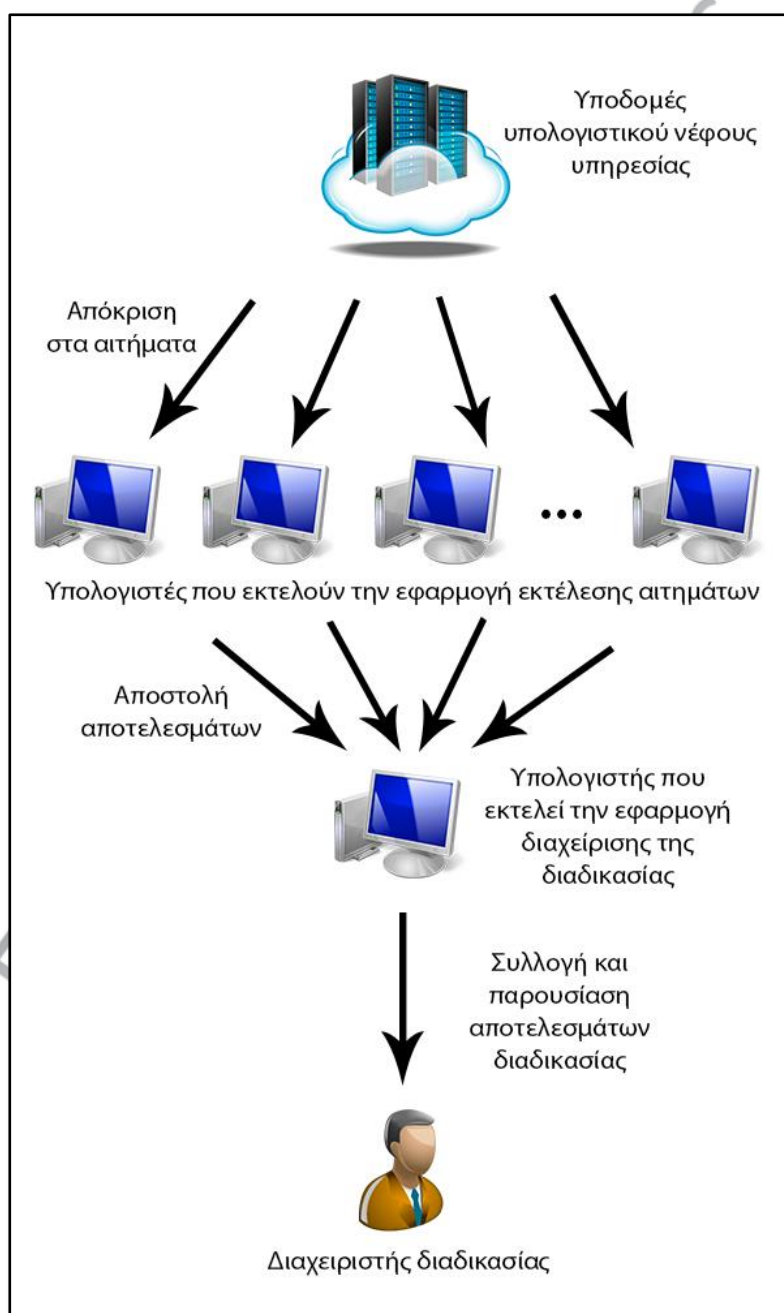 Υποδομές
υπολογιστικού νέφους
υπηρεσίας
Απόκριση
στα αιτήματα
...
Υπολογιστές που εκτελούν την εφαρμογή εκτέλεσης αιτημάτων
Αποστολή
αποτελεσμάτων
Υπολογιστής που
εκτελεί την εφαρμογή
διαχείρισης της
διαδικασίας
Συλλογή και
παρουσίαση
αποτελεσμάτων
διαδικασίας
Διαχειριστής διαδικασίας